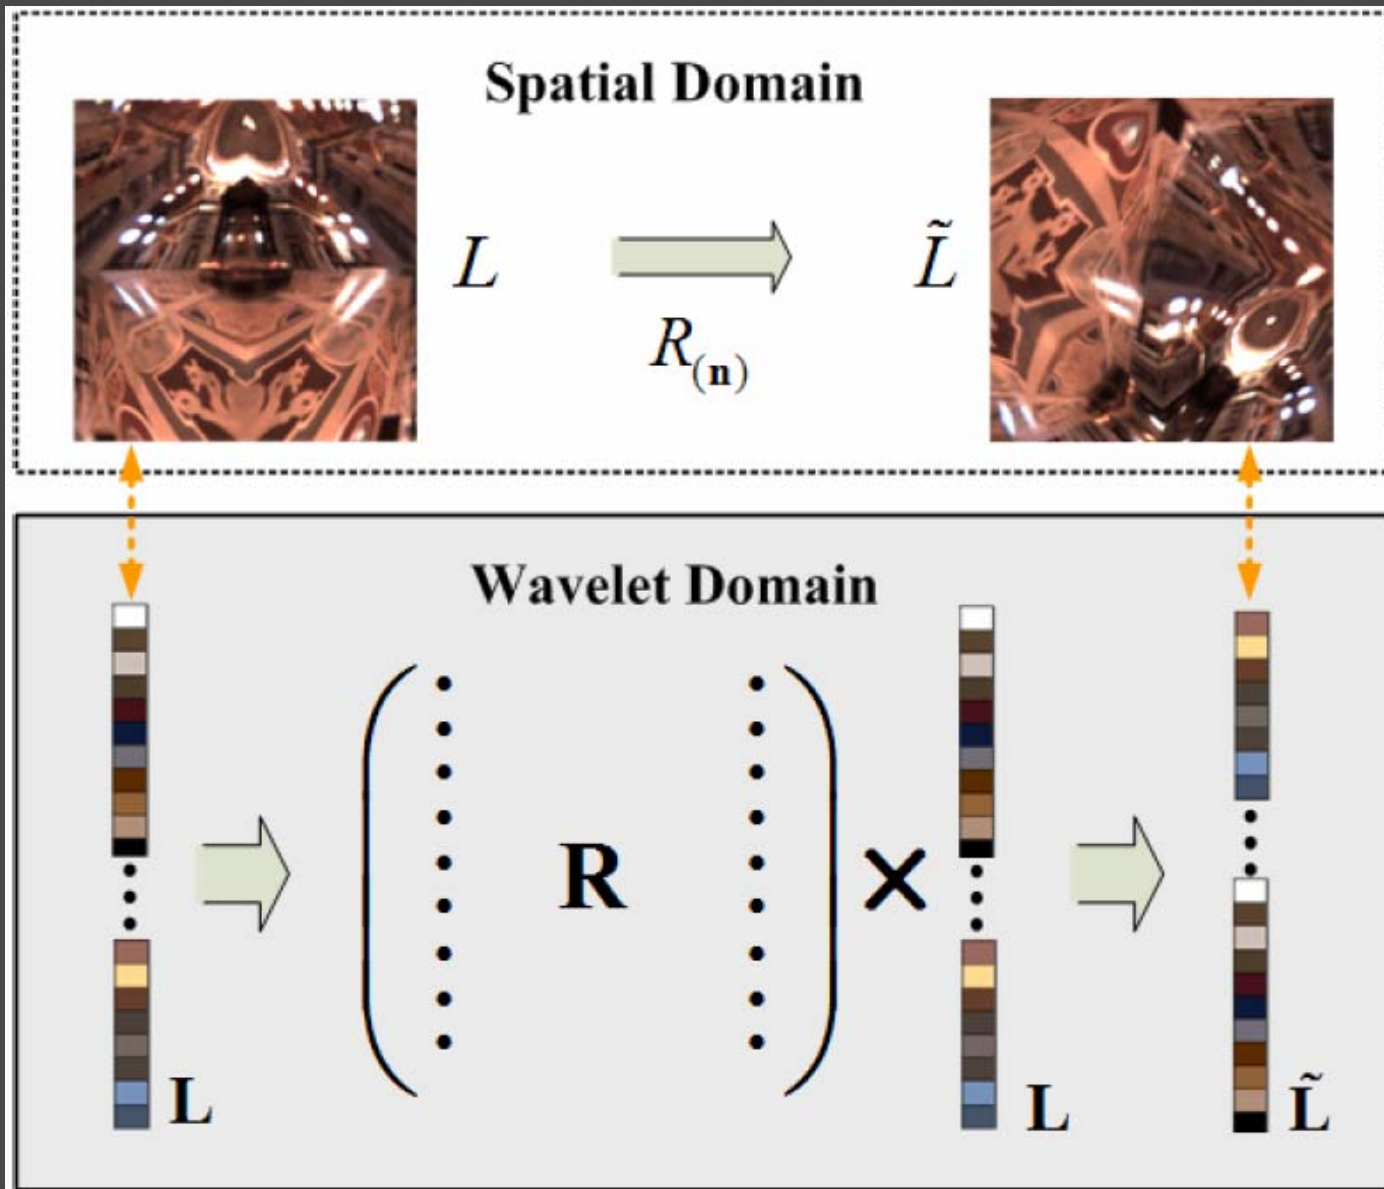 Spatial Domain
L
L̃
R(n)
Wavelet Domain
R
×
L
L
L̃